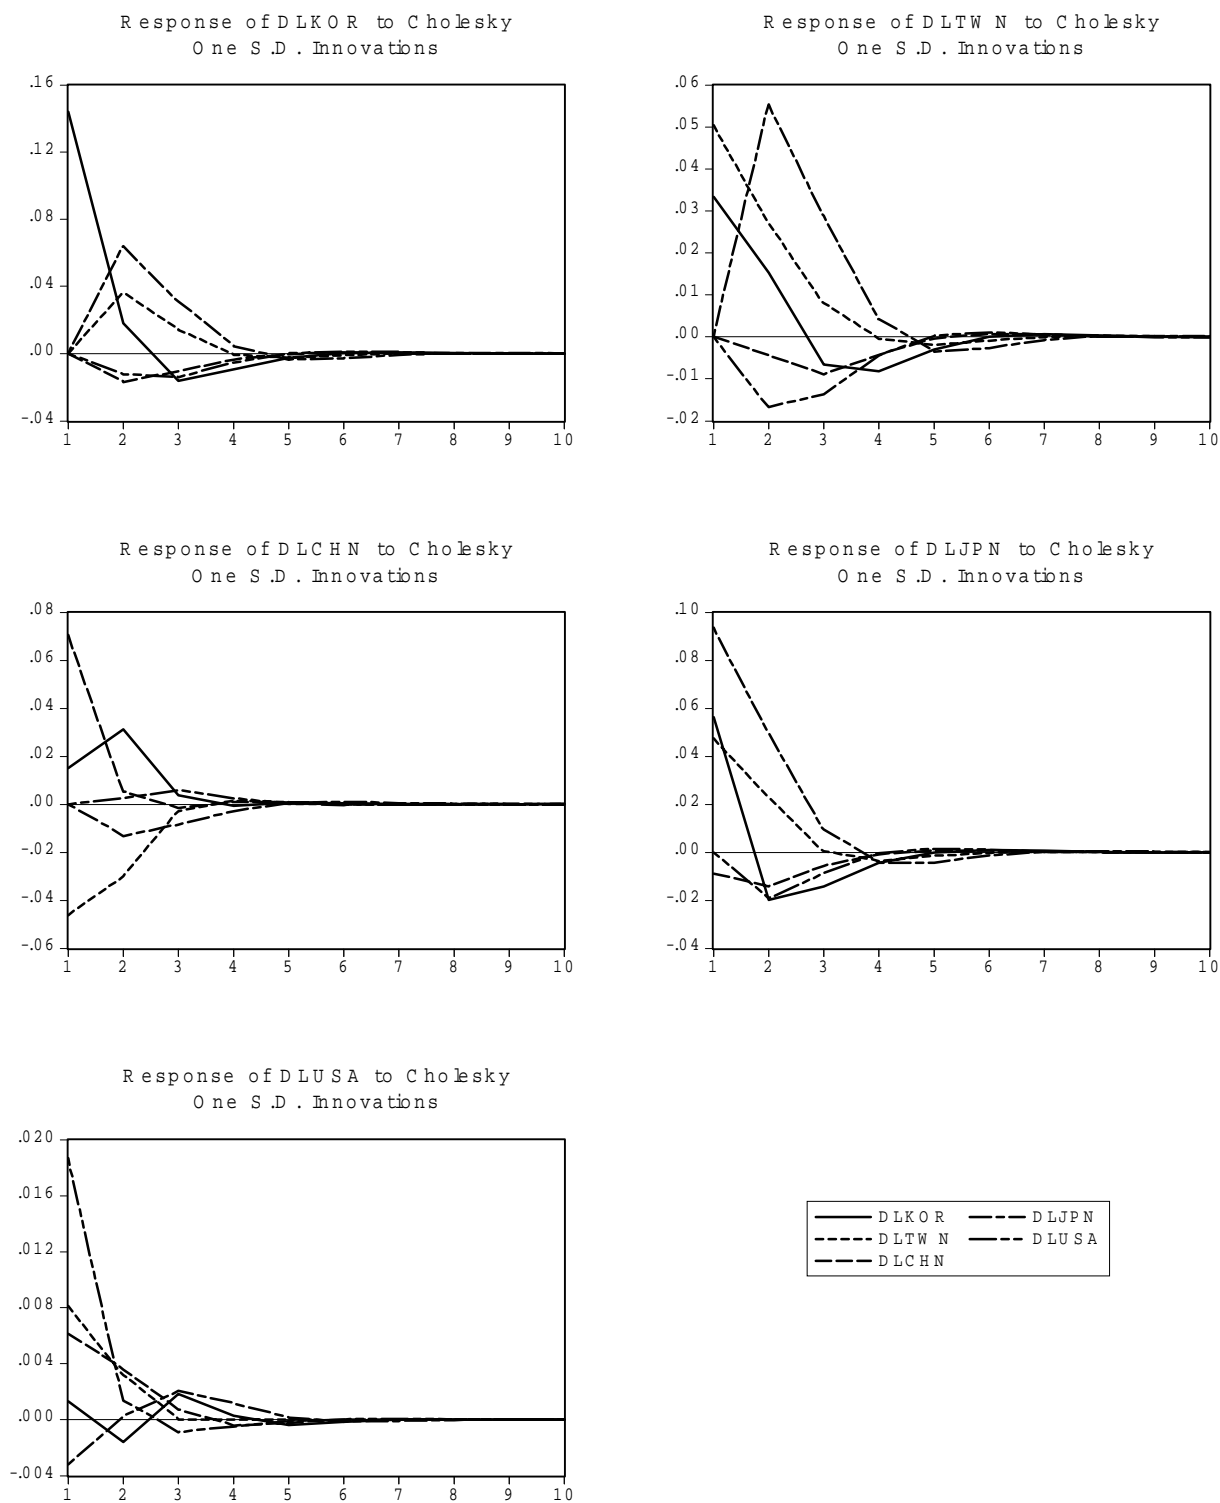 Response of DLKOR to Cholesky
One S.D. Innovations
.16
.12
.08
.04
.00
-.04
1 2 3 4 5 6 7 8 9 10
Response of DLTWN to Cholesky
One S.D. Innovations
.06
.05
.04
.03
.02
.01
.00
-.01
-.02
1 2 3 4 5 6 7 8 9 10
Response of DLCHN to Cholesky
One S.D. Innovations
.08
.06
.04
.02
.00
-.02
-.04
-.06
1 2 3 4 5 6 7 8 9 10
Response of DLJPN to Cholesky
One S.D. Innovations
.10
.08
.06
.04
.02
.00
-.02
-.04
1 2 3 4 5 6 7 8 9 10
Response of DLUSA to Cholesky
One S.D. Innovations
.020
.016
.012
.008
.004
.000
-.004
1 2 3 4 5 6 7 8 9 10
DLKOR DLJPN
DLTWN DLUSA
DLCHN